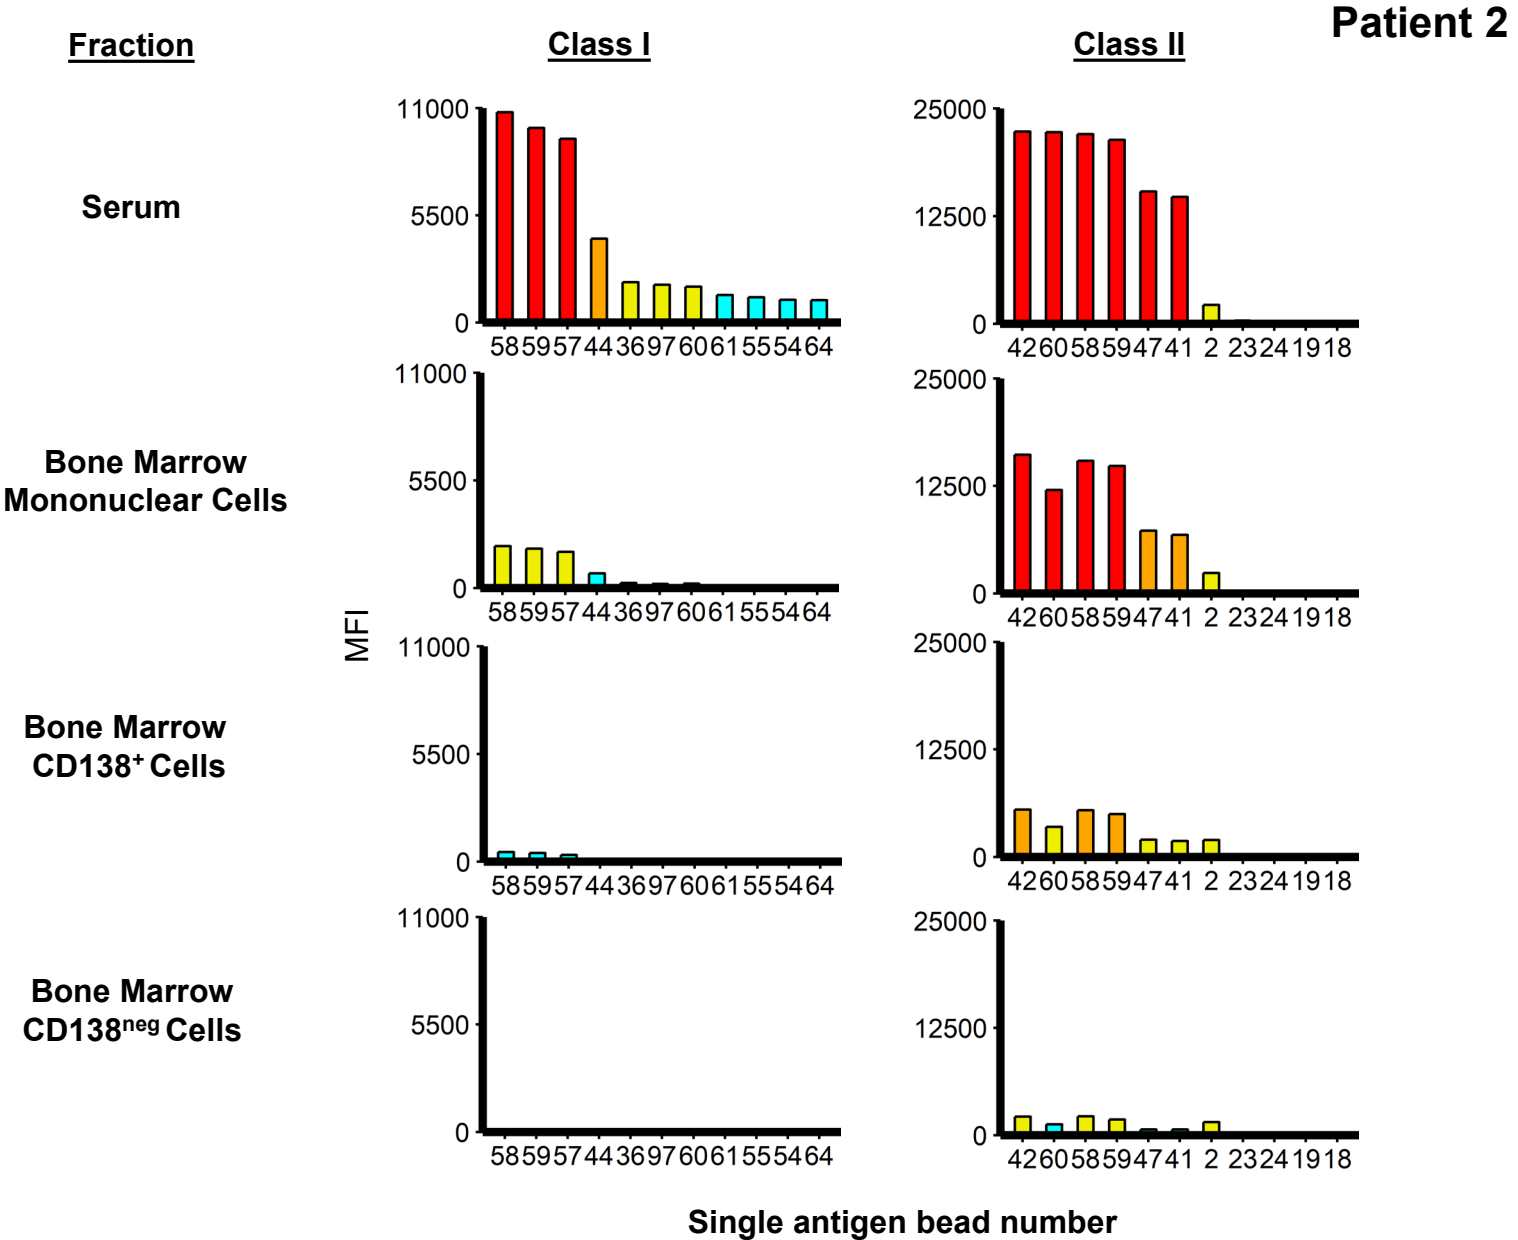 Patient 2
Fraction
Class I
Class II
Serum
11000
5500
0
58 59 57 44 36 97 60 61 55 54 64
25000
12500
0
42 60 58 59 47 41 2 23 24 19 18
Bone Marrow
Mononuclear Cells
11000
5500
0
58 59 57 44 36 97 60 61 55 54 64
25000
12500
0
42 60 58 59 47 41 2 23 24 19 18
MFI
Bone Marrow
CD138+ Cells
11000
5500
0
58 59 57 44 36 97 60 61 55 54 64
25000
12500
0
42 60 58 59 47 41 2 23 24 19 18
Bone Marrow
CD138neg Cells
11000
5500
0
58 59 57 44 36 97 60 61 55 54 64
25000
12500
0
42 60 58 59 47 41 2 23 24 19 18
Single antigen bead number